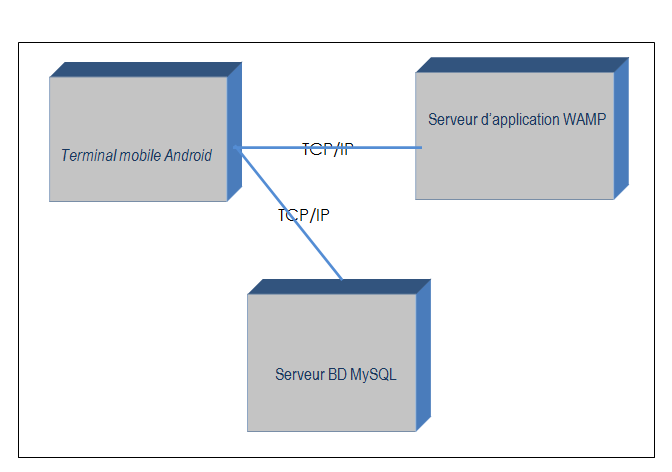 Serveur d'application WAMP
Terminal mobile Android
TCP/IP
TCP/IP
Serveur BD MySQL